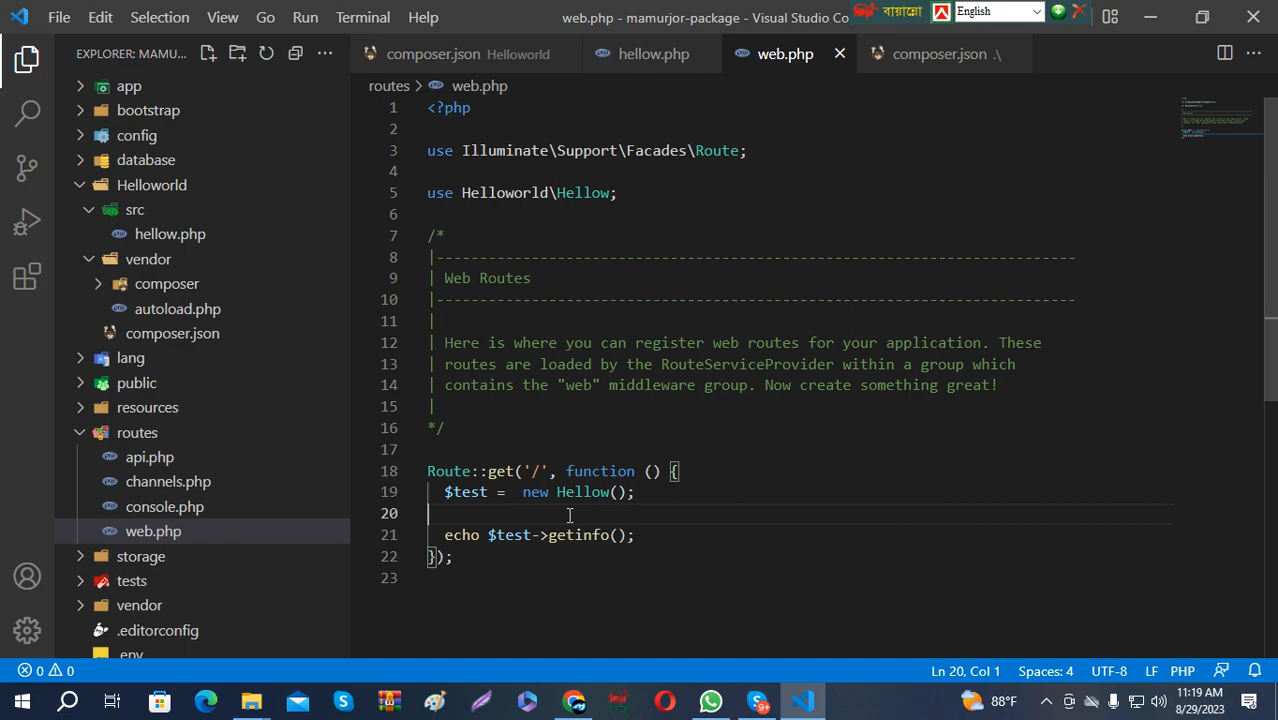 File Edit Selection View Go Run Terminal Help
web.php - mamurjor-package - Visual Studio Co
বায়ান্নো
English
EXPLORER: MAMU...
app
bootstrap
config
database
Helloworld
src
hellow.php
vendor
composer
autoload.php
composer.json
lang
public
resources
routes
api.php
channels.php
console.php
web.php
storage
tests
vendor
.editorconfig
.env
composer.json Helloworld
hellow.php
web.php
composer.json .\
routes > web.php
1 <?php
2
3 use Illuminate\Support\Facades\Route;
4
5 use Helloworld\Hellow;
6
7 /*
8 |--------------------------------------------------------------------------
9 | Web Routes
10 |--------------------------------------------------------------------------
11 |
12 | Here is where you can register web routes for your application. These
13 | routes are loaded by the RouteServiceProvider within a group which
14 | contains the "web" middleware group. Now create something great!
15 |
16 */
17
18 Route::get('/', function () {
19 $test =  new Hellow();
20
21 echo $test->getinfo();
22 });
23
0 0
Ln 20, Col 1 Spaces: 4 UTF-8 LF PHP
9+
88°F
11:19 AM
8/29/2023